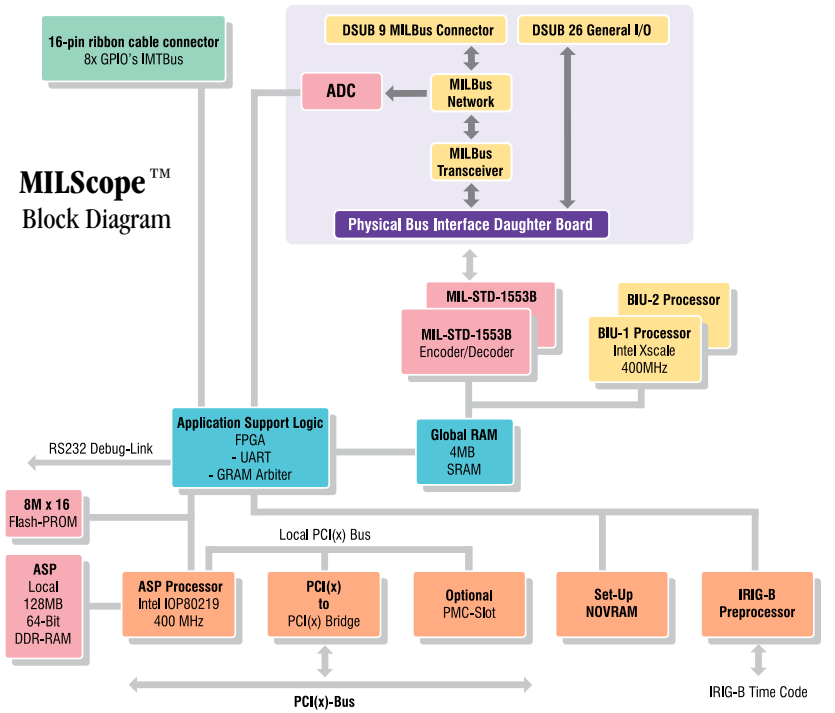 16-pin ribbon cable connector
8x GPIO's IMTBus
DSUB 9 MILBus Connector
DSUB 26 General I/O
ADC
MILBus
Network
MILBus
Transceiver
MILScope™
Block Diagram
Physical Bus Interface Daughter Board
MIL-STD-1553B
MIL-STD-1553B
Encoder/Decoder
BIU-2 Processor
BIU-1 Processor
Intel Xscale
400MHz
Application Support Logic
FPGA
- UART
- GRAM Arbiter
Global RAM
4MB
SRAM
RS232 Debug-Link
8M x 16
Flash-PROM
Local PCI(x) Bus
ASP
Local
128MB
64-Bit
DDR-RAM
ASP Processor
Intel IOP80219
400 MHz
PCI(x)
to
PCI(x) Bridge
Optional
PMC-Slot
Set-Up
NOVRAM
IRIG-B
Preprocessor
PCI(x)-Bus
IRIG-B Time Code